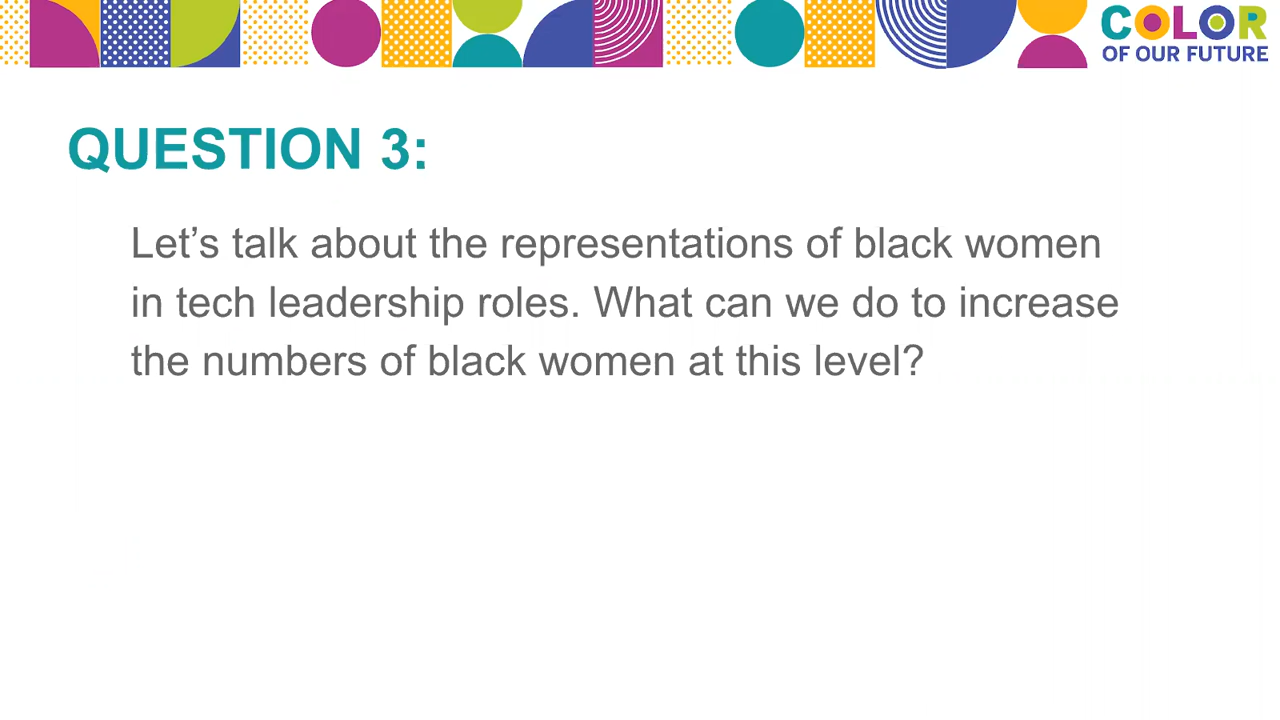 COLOR
OF OUR FUTURE
QUESTION 3:
Let’s talk about the representations of black women
in tech leadership roles. What can we do to increase
the numbers of black women at this level?